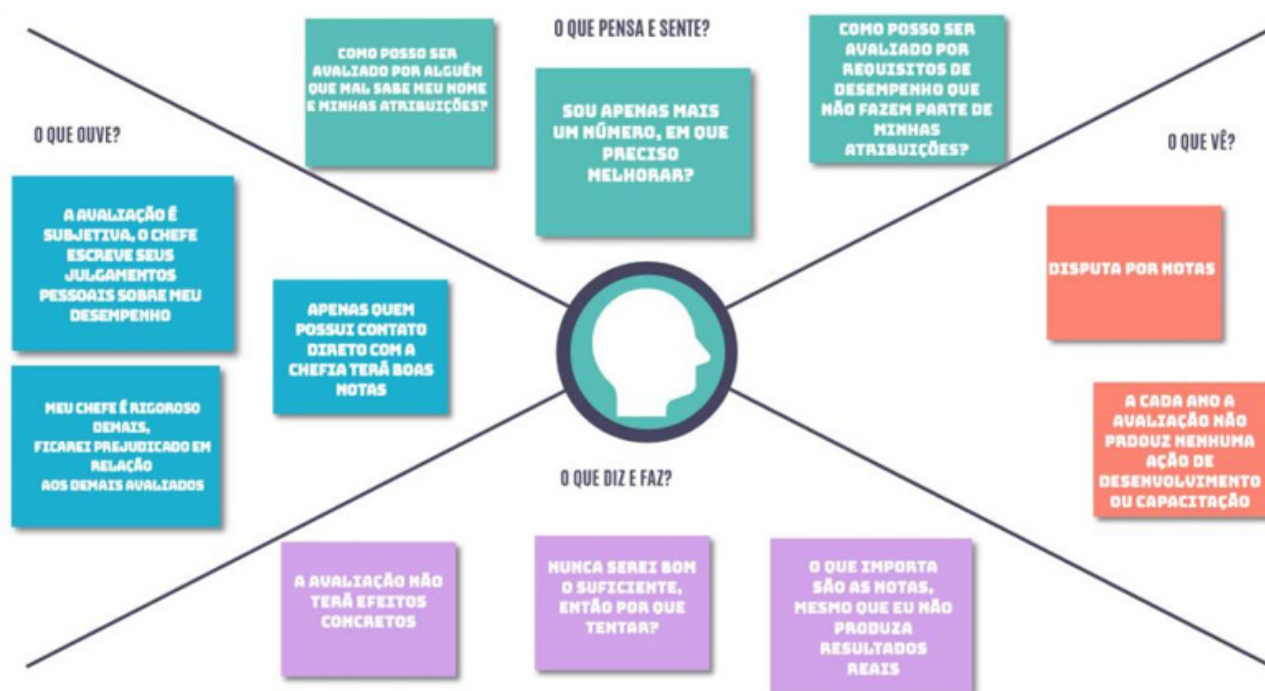 O QUE PENSA E SENTE?
COMO POSSO SER
AVALIADO POR ALGUÉM
QUE MAL SABE MEU NOME
E MINHAS ATRIBUIÇÕES?
SOU APENAS MAIS
UM NÚMERO, EM QUE
PRECISO
MELHORAR?
COMO POSSO SER
AVALIADO POR
REQUISITOS DE
DESEMPENHO QUE
NÃO FAZEM PARTE DE
MINHAS
ATRIBUIÇÕES?
O QUE OUVE?
A AVALIAÇÃO É
SUBJETIVA, O CHEFE
ESCREVE SEUS
JULGAMENTOS
PESSOAIS SOBRE MEU
DESEMPENHO
APENAS QUEM
POSSUI CONTATO
DIRETO COM A
CHEFIA TERÁ BOAS
NOTAS
MEU CHEFE É RIGOROSO
DEMAIS,
FICAREI PREJUDICADO EM
RELAÇÃO
AOS DEMAIS AVALIADOS
O QUE VÊ?
DISPUTA POR NOTAS
A CADA ANO A
AVALIAÇÃO NÃO
PRDOUZ NENHUMA
AÇÃO DE
DESENVOLVIMENTO
OU CAPACITAÇÃO
O QUE DIZ E FAZ?
A AVALIAÇÃO NÃO
TERÁ EFEITOS
CONCRETOS
NUNCA SEREI BOM
O SUFICIENTE,
ENTÃO POR QUE
TENTAR?
O QUE IMPORTA
SÃO AS NOTAS,
MESMO QUE EU NÃO
PRODUZA
RESULTADOS
REAIS